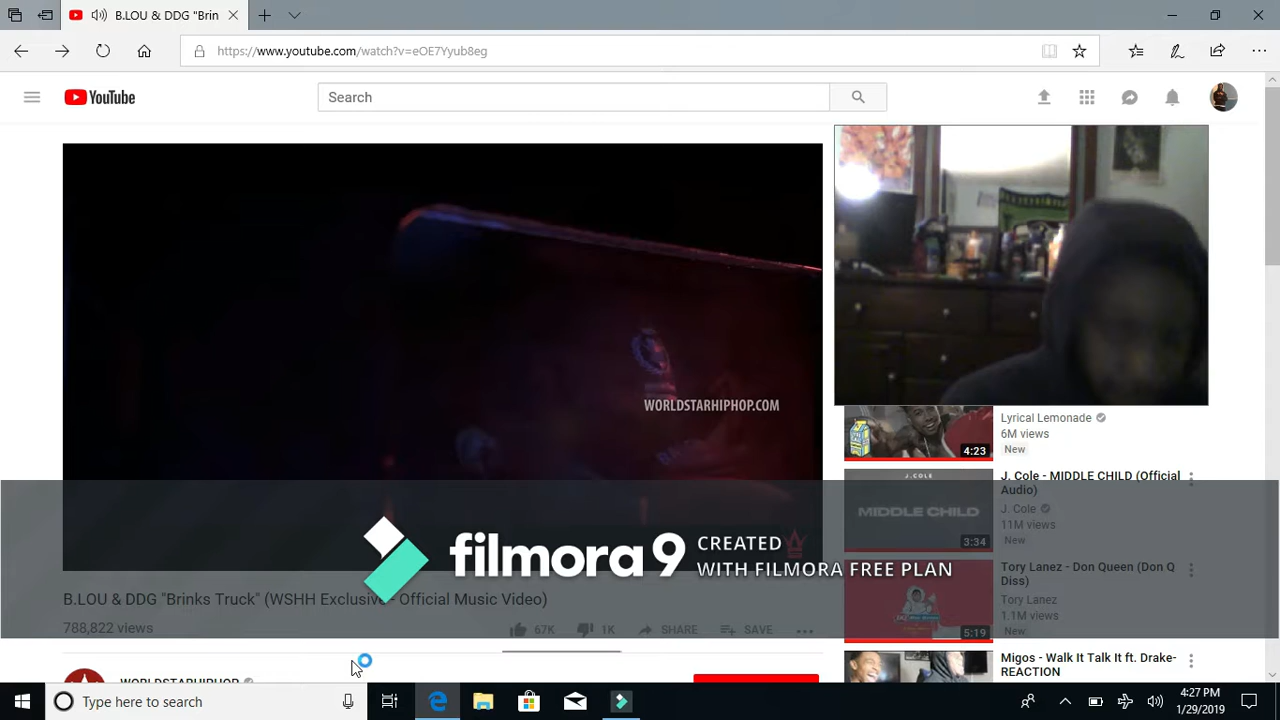 B.LOU & DDG "Brin
https://www.youtube.com/watch?v=eOE7Yyub8eg
YouTube
Search
WORLDSTARHIPHOP.COM
Lyrical Lemonade
6M views
New
4:23
J. Cole - MIDDLE CHILD (Official
Audio)
J. Cole
11M views
New
J.COLE
MIDDLE CHILD
3:34
filmora9 CREATED
WITH FILMORA FREE PLAN
Tory Lanez - Don Queen (Don Q
Diss)
Tory Lanez
1.1M views
New
5:19
B.LOU & DDG "Brinks Truck" (WSHH Exclusive - Official Music Video)
788,822 views
67K
1K
SHARE
SAVE
Migos - Walk It Talk It ft. Drake-
REACTION
WORLDSTARHIPHOP
Type here to search
4:27 PM
1/29/2019